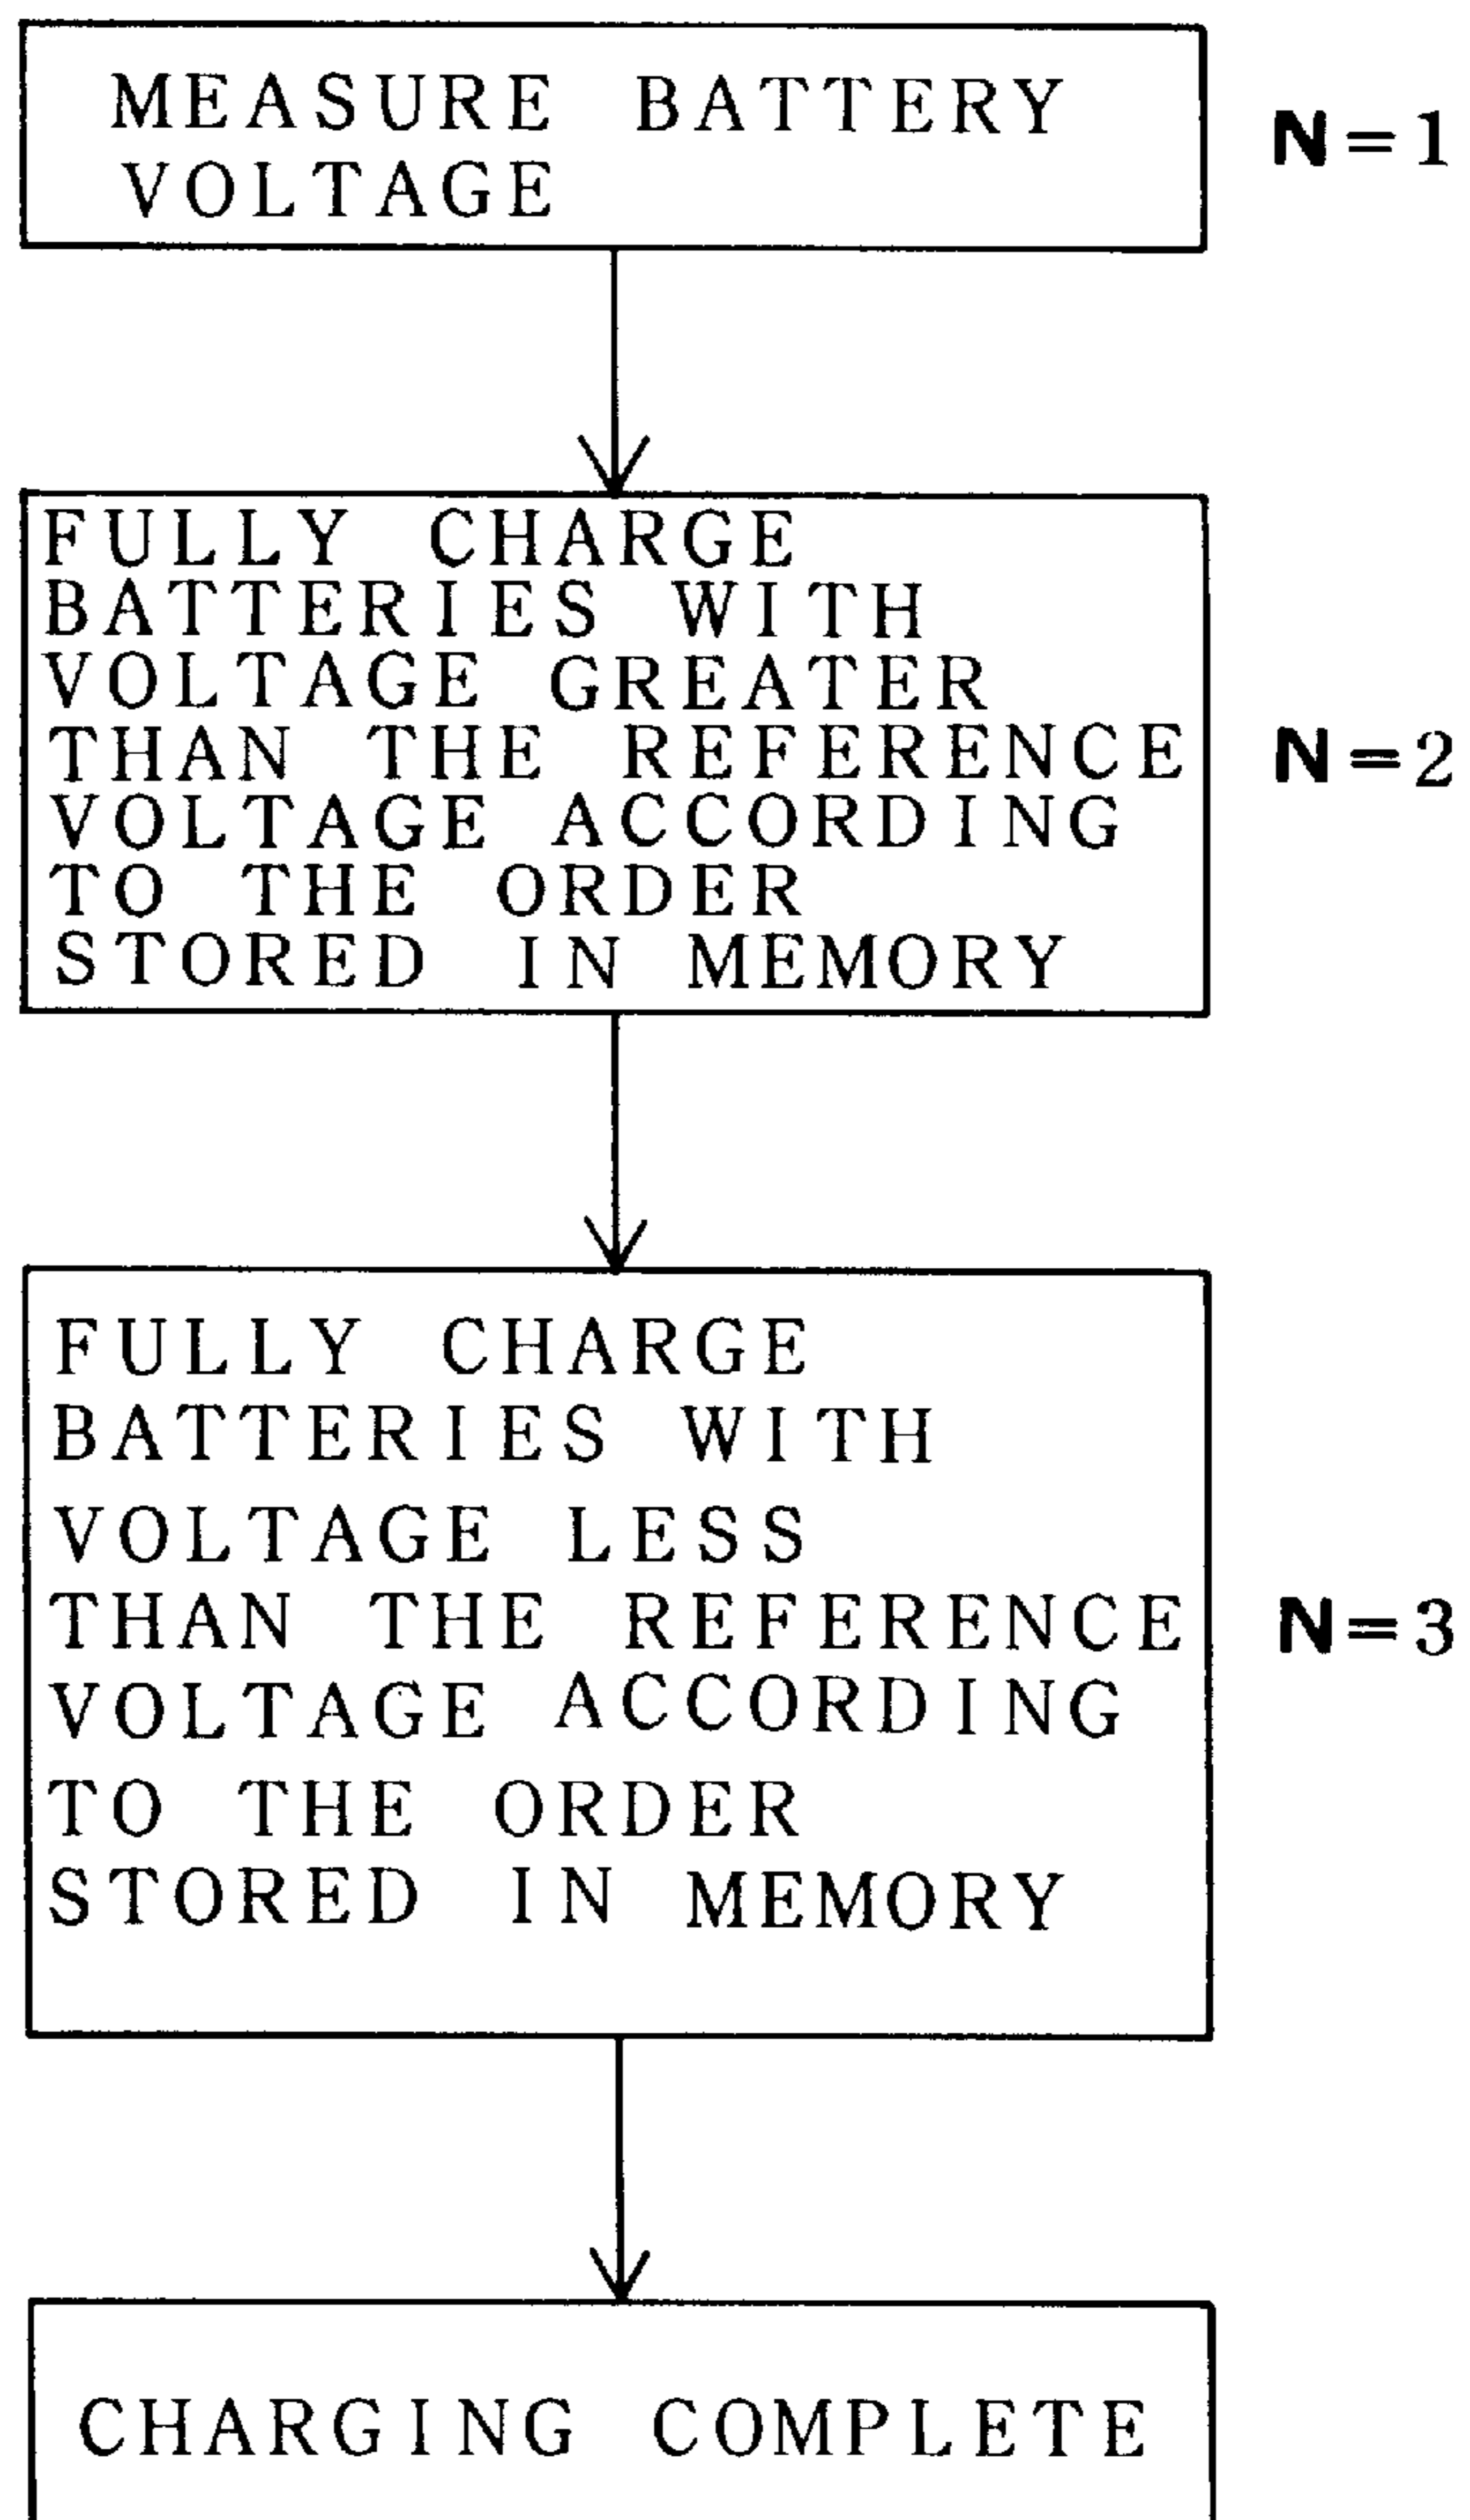 MEASURE BATTERY
VOLTAGE
N=1
FULLY CHARGE
BATTERIES WITH
VOLTAGE GREATER
THAN THE REFERENCE
VOLTAGE ACCORDING
TO THE ORDER
STORED IN MEMORY
N=2
FULLY CHARGE
BATTERIES WITH
VOLTAGE LESS
THAN THE REFERENCE
VOLTAGE ACCORDING
TO THE ORDER
STORED IN MEMORY
N=3
CHARGING COMPLETE